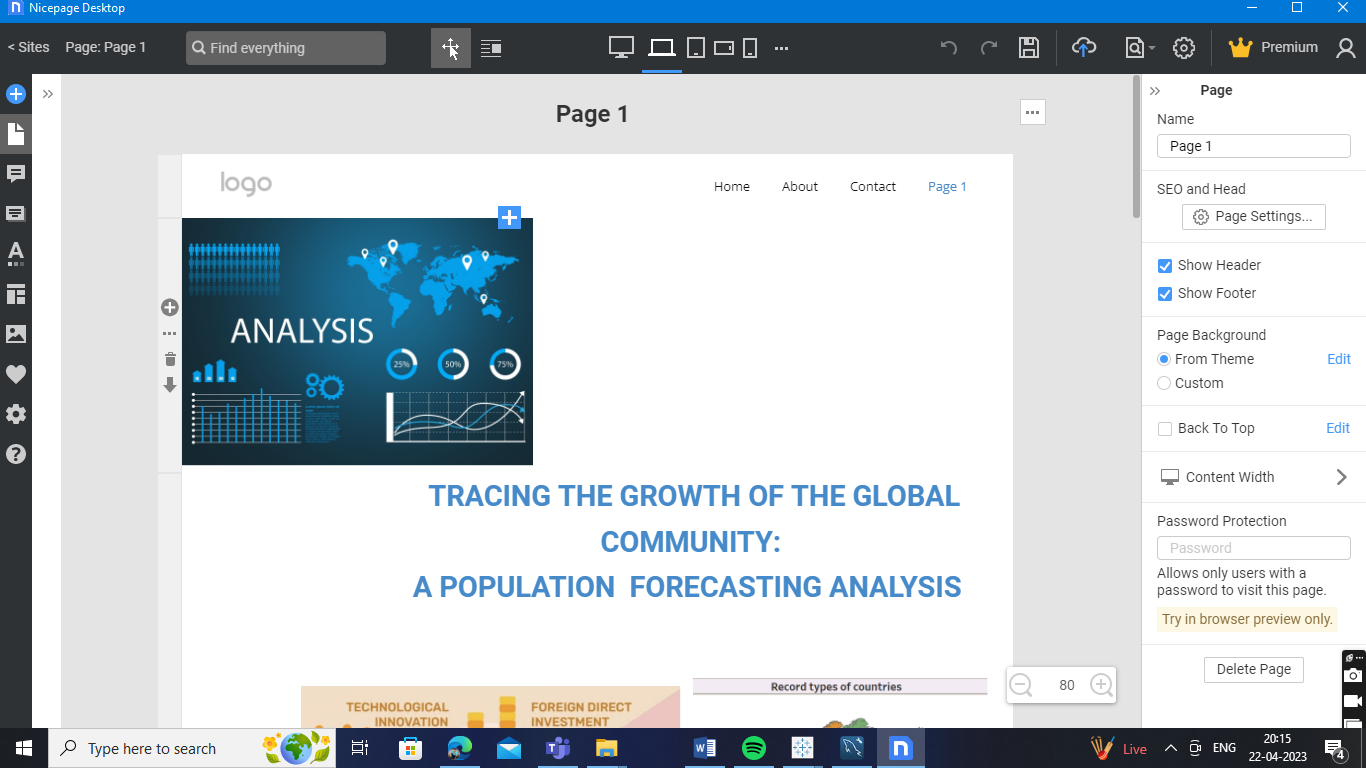 Nicepage Desktop
< Sites
Page: Page 1
Find everything
Premium
Page 1
logo
Home
About
Contact
Page 1
ANALYSIS
25%
50%
75%
TRACING THE GROWTH OF THE GLOBAL
COMMUNITY:
A POPULATION FORECASTING ANALYSIS
TECHNOLOGICAL
INNOVATION
FOREIGN DIRECT
INVESTMENT
Record types of countries
80
Page
Name
Page 1
SEO and Head
Page Settings...
Show Header
Show Footer
Page Background
From Theme
Edit
Custom
Back To Top
Edit
Content Width
Password Protection
Password
Allows only users with a
password to visit this page.
Try in browser preview only.
Delete Page
Type here to search
Live
ENG
20:15
22-04-2023
4